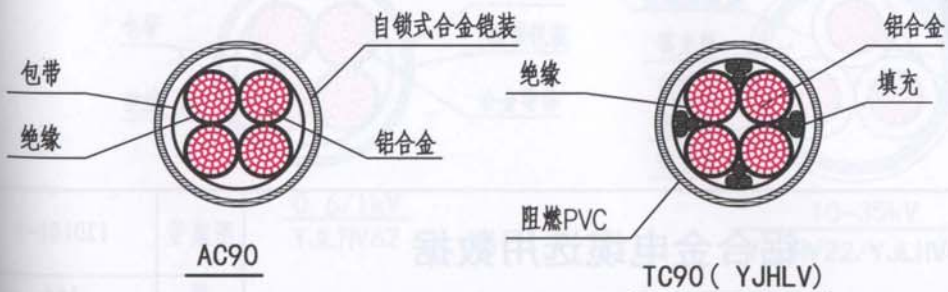 包带
绝缘
自锁式合金铠装
铝合金
AC90
绝缘
铝合金
填充
阻燃PVC
TC90( YJHLV)